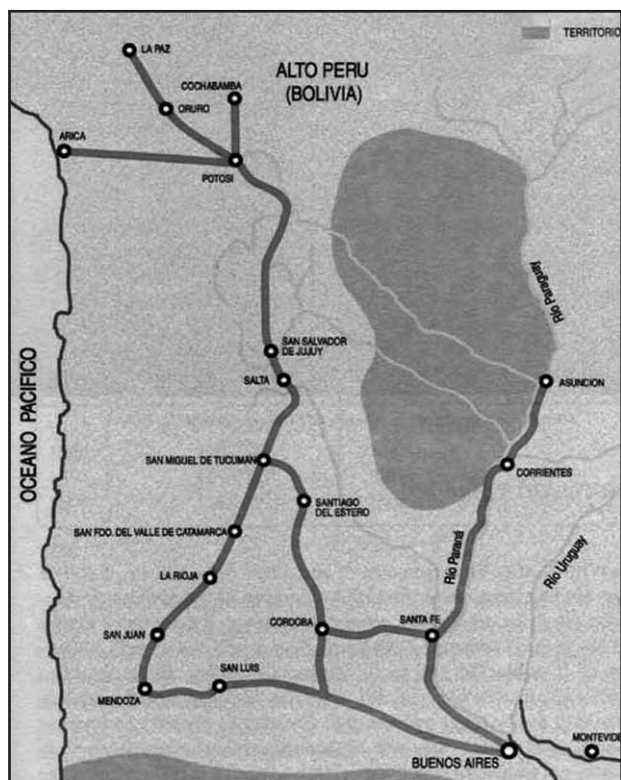 TERRITORIO
LA PAZ
ALTO PERU
(BOLIVIA)
COCHABAMBA
ORURO
ARICA
POTOSI
Río Paraguay
SAN SALVADOR
DE JUJUY
SALTA
ASUNCION
OCEANO PACIFICO
SAN MIGUEL DE TUCUMAN
CORRIENTES
SANTIAGO
DEL ESTERO
SAN FDO. DEL VALLE DE CATAMARCA
Río Paraná
Río Uruguay
LA RIOJA
CORDOBA
SANTA FE
SAN JUAN
SAN LUIS
MENDOZA
MONTEVIDE
BUENOS AIRES